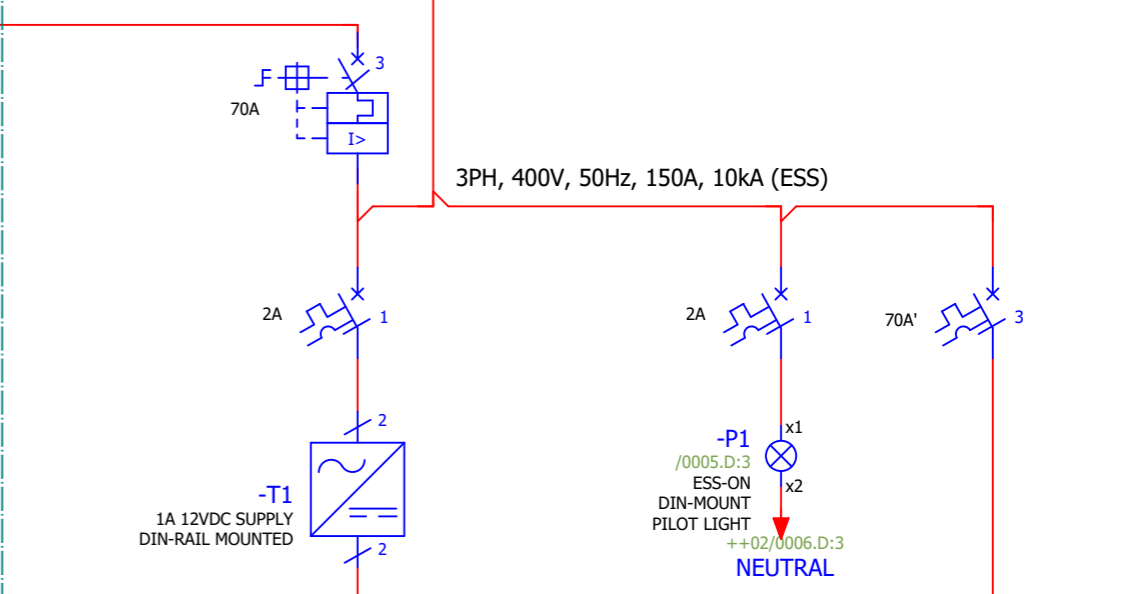 3
70A
I>
3PH, 400V, 50Hz, 150A, 10kA (ESS)
2A
1
2A
1
70A'
3
2
-T1
1A 12VDC SUPPLY
DIN-RAIL MOUNTED
2
x1
-P1
/0005.D:3
ESS-ON
x2
DIN-MOUNT
PILOT LIGHT
++02/0006.D:3
NEUTRAL